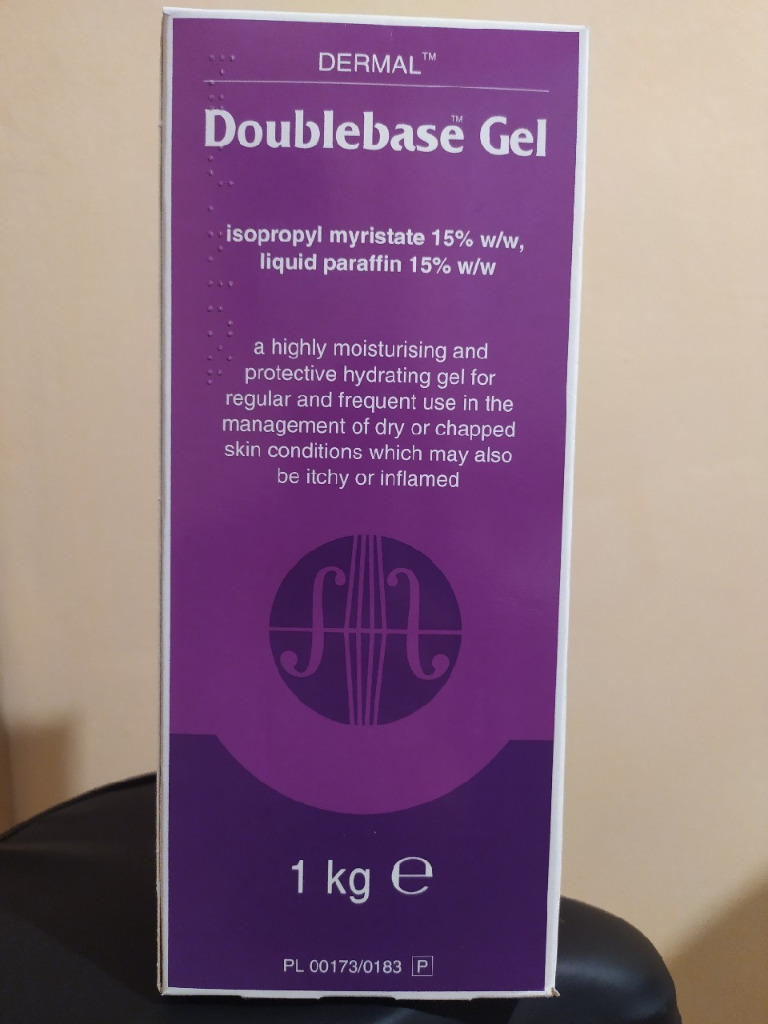 DERMAL™
Doublebase™ Gel
isopropyl myristate 15% w/w,
liquid paraffin 15% w/w
a highly moisturising and
protective hydrating gel for
regular and frequent use in the
management of dry or chapped
skin conditions which may also
be itchy or inflamed
1 kg ℮
PL 00173/0183 P